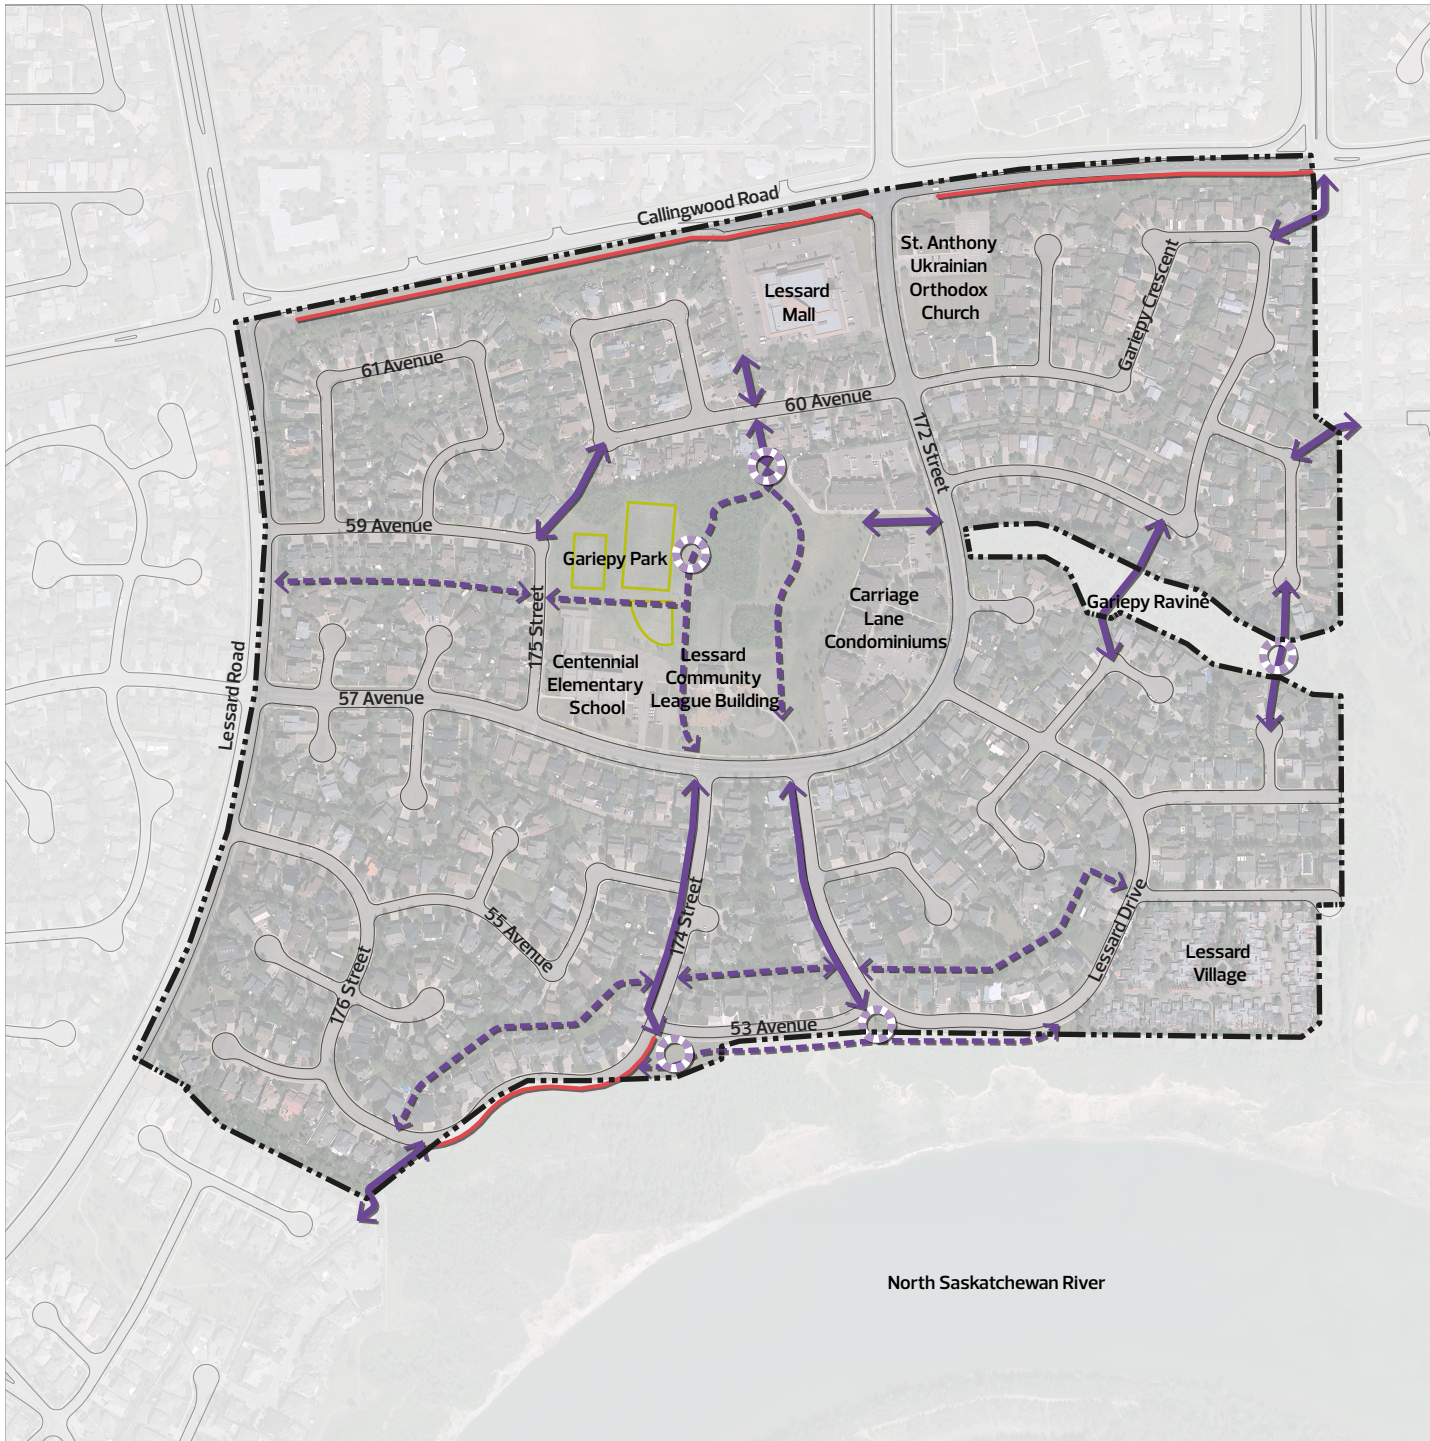 Callingwood Road
St. Anthony
Ukrainian
Orthodox
Church
Gariepy Crescent
Lessard
Mall
61 Avenue
60 Avenue
172 Street
59 Avenue
Gariepy Park
175 Street
Carriage
Lane
Condominiums
Gariepy Ravine
Centennial
Elementary
School
Lessard
Community
League Building
Lessard Road
57 Avenue
174 Street
55 Avenue
176 Street
Lessard Drive
Lessard
Village
53 Avenue
North Saskatchewan River